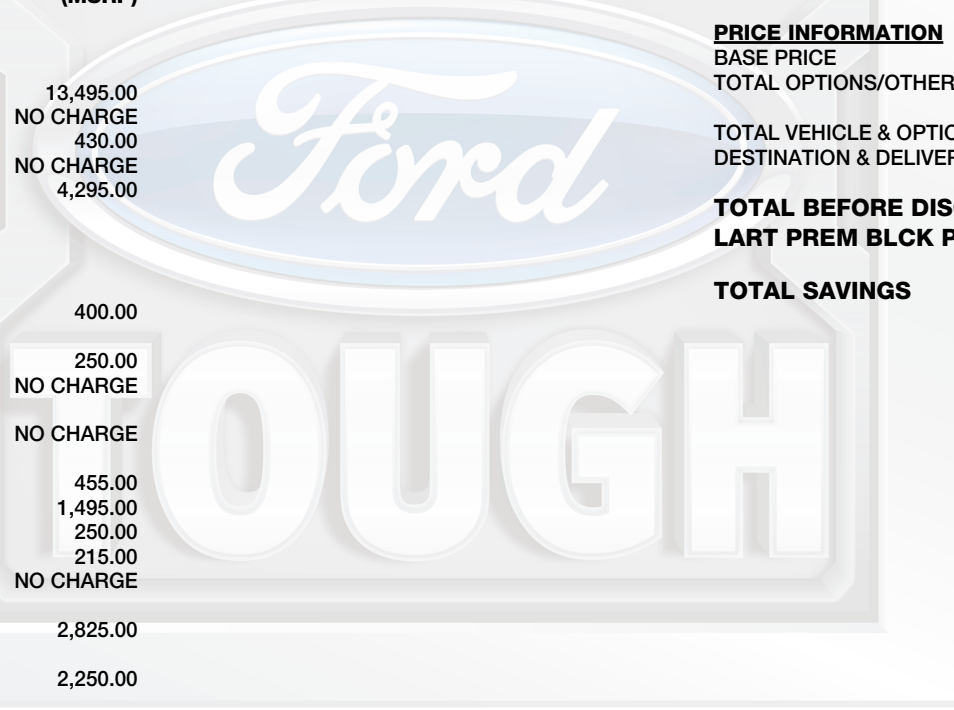 (MSRP)
13,495.00
NO CHARGE
430.00
NO CHARGE
4,295.00
400.00
250.00
NO CHARGE
NO CHARGE
455.00
1,495.00
250.00
215.00
NO CHARGE
2,825.00
2,250.00
Ford
TOUGH
PRICE INFORMATION
BASE PRICE
TOTAL OPTIONS/OTHER
TOTAL VEHICLE & OPTIO
DESTINATION & DELIVER
TOTAL BEFORE DIS
LART PREM BLCK P
TOTAL SAVINGS